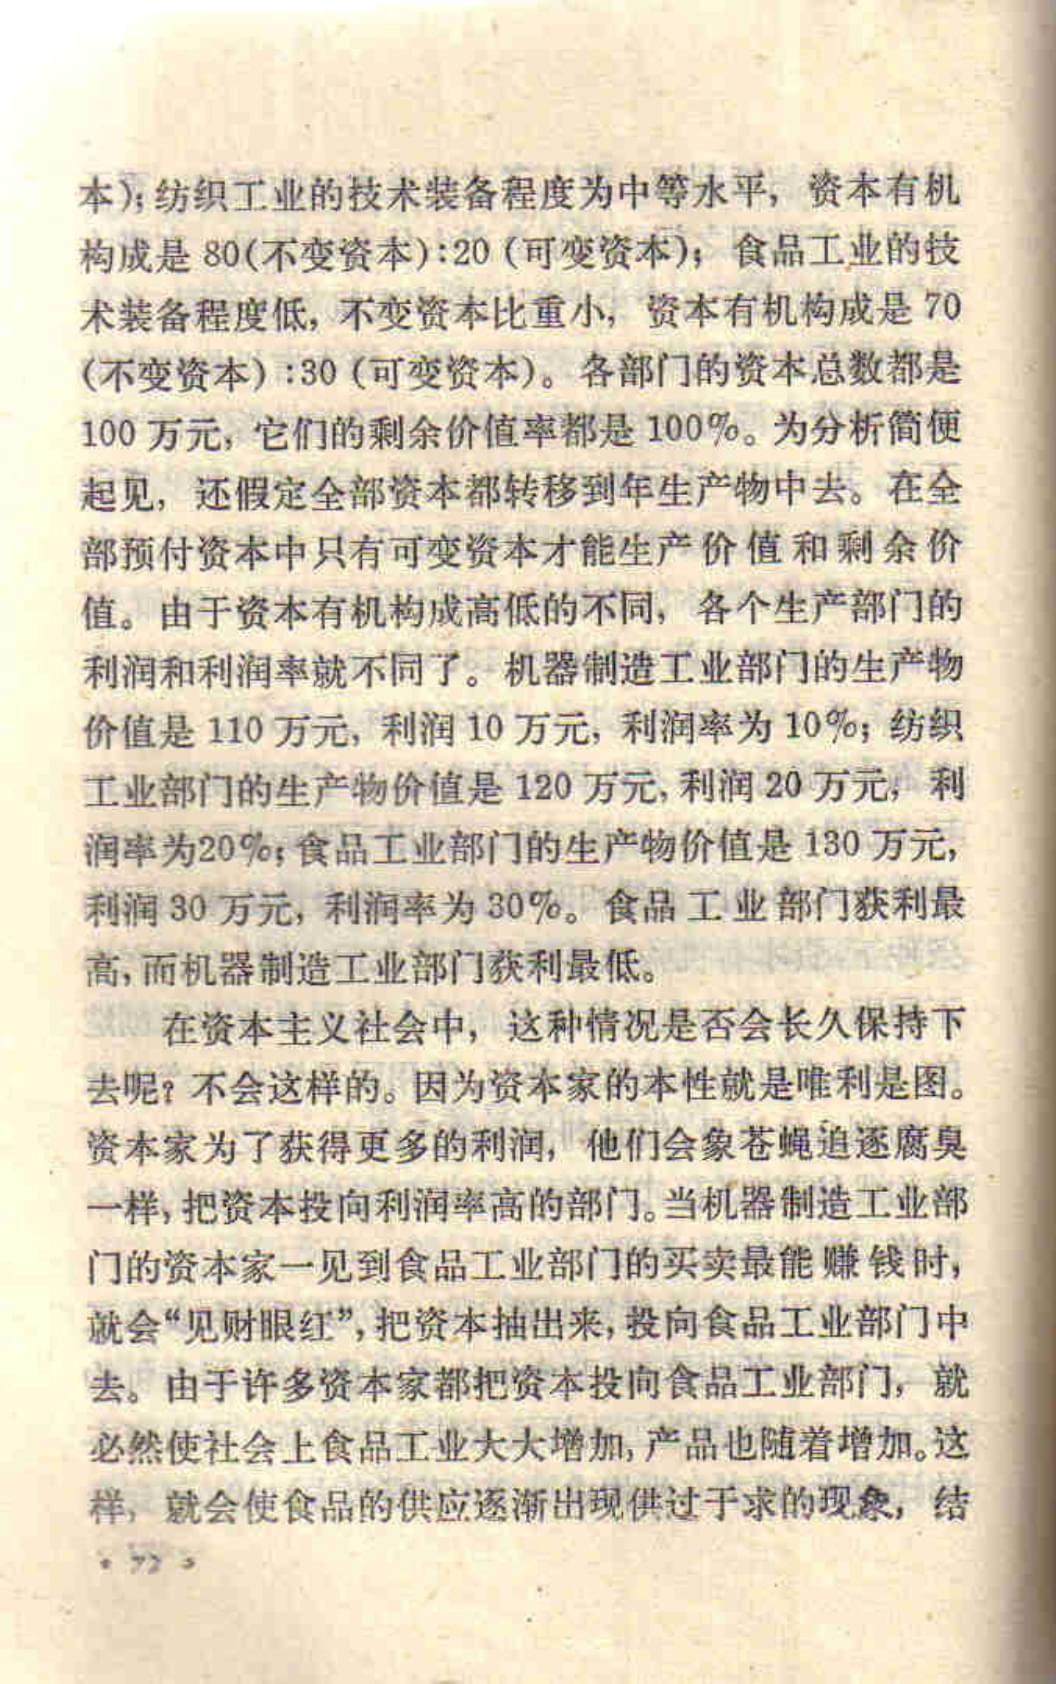 本）；纺织工业的技术装备程度为中等水平，资本有机
构成是 80（不变资本）：20（可变资本）；食品工业的技
术装备程度低，不变资本比重小，资本有机构成是 70
（不变资本）：30（可变资本）。各部门的资本总数都是
100 万元，它们的剩余价值率都是 100%。为分析简便
起见，还假定全部资本都转移到年生产物中去。在全
部预付资本中只有可变资本才能生产价值和剩余价
值。由于资本有机构成高低的不同，各个生产部门的
利润和利润率就不同了。机器制造工业部门的生产物
价值是 110 万元，利润 10 万元，利润率为 10%；纺织
工业部门的生产物价值是 120 万元，利润 20 万元，利
润率为20%；食品工业部门的生产物价值是 130 万元，
利润 30 万元，利润率为 30%。食品工业部门获利最
高，而机器制造工业部门获利最低。
在资本主义社会中，这种情况是否会长久保持下
去呢？不会这样的。因为资本家的本性就是唯利是图。
资本家为了获得更多的利润，他们会象苍蝇追逐腐臭
一样，把资本投向利润率高的部门。当机器制造工业部
门的资本家一见到食品工业部门的买卖最能赚钱时，
就会“见财眼红”，把资本抽出来，投向食品工业部门中
去。由于许多资本家都把资本投向食品工业部门，就
必然使社会上食品工业大大增加，产品也随着增加。这
样，就会使食品的供应逐渐出现供过于求的现象，结